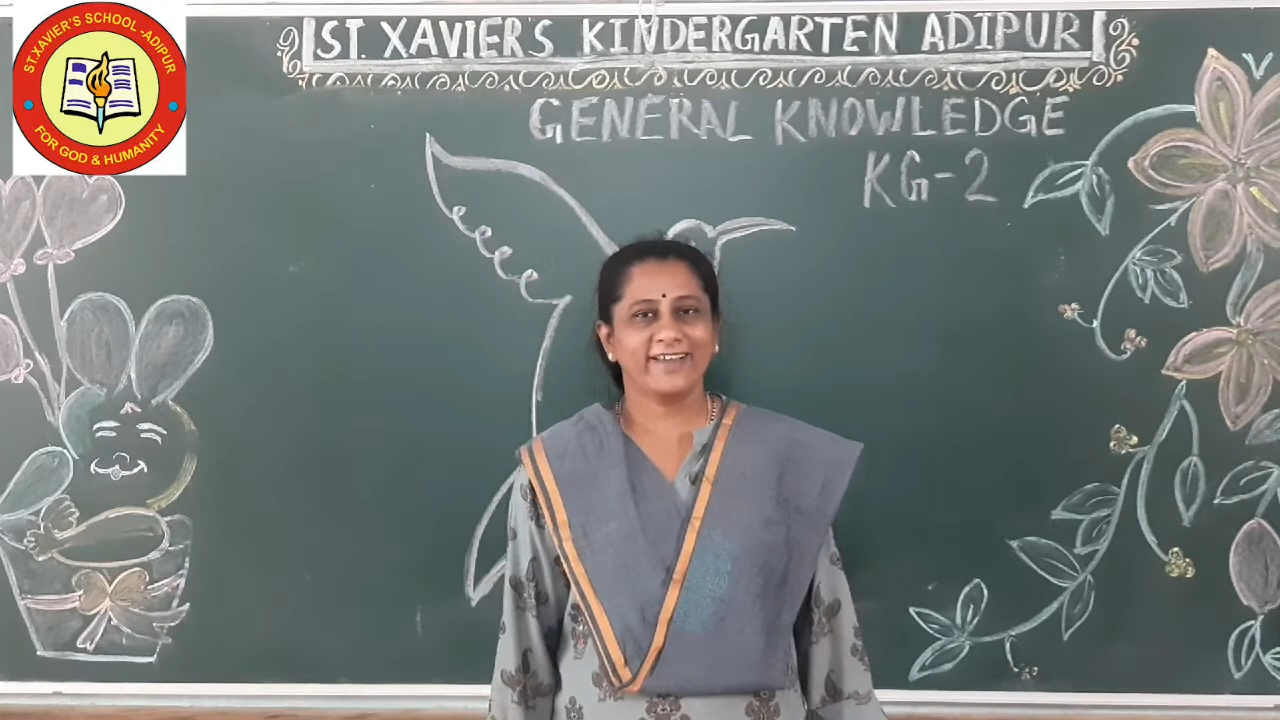 ST.XAVIER'S SCHOOL -ADIPUR
FOR GOD & HUMANITY
ST. XAVIER'S KINDERGARTEN ADIPUR
GENERAL KNOWLEDGE
KG-2